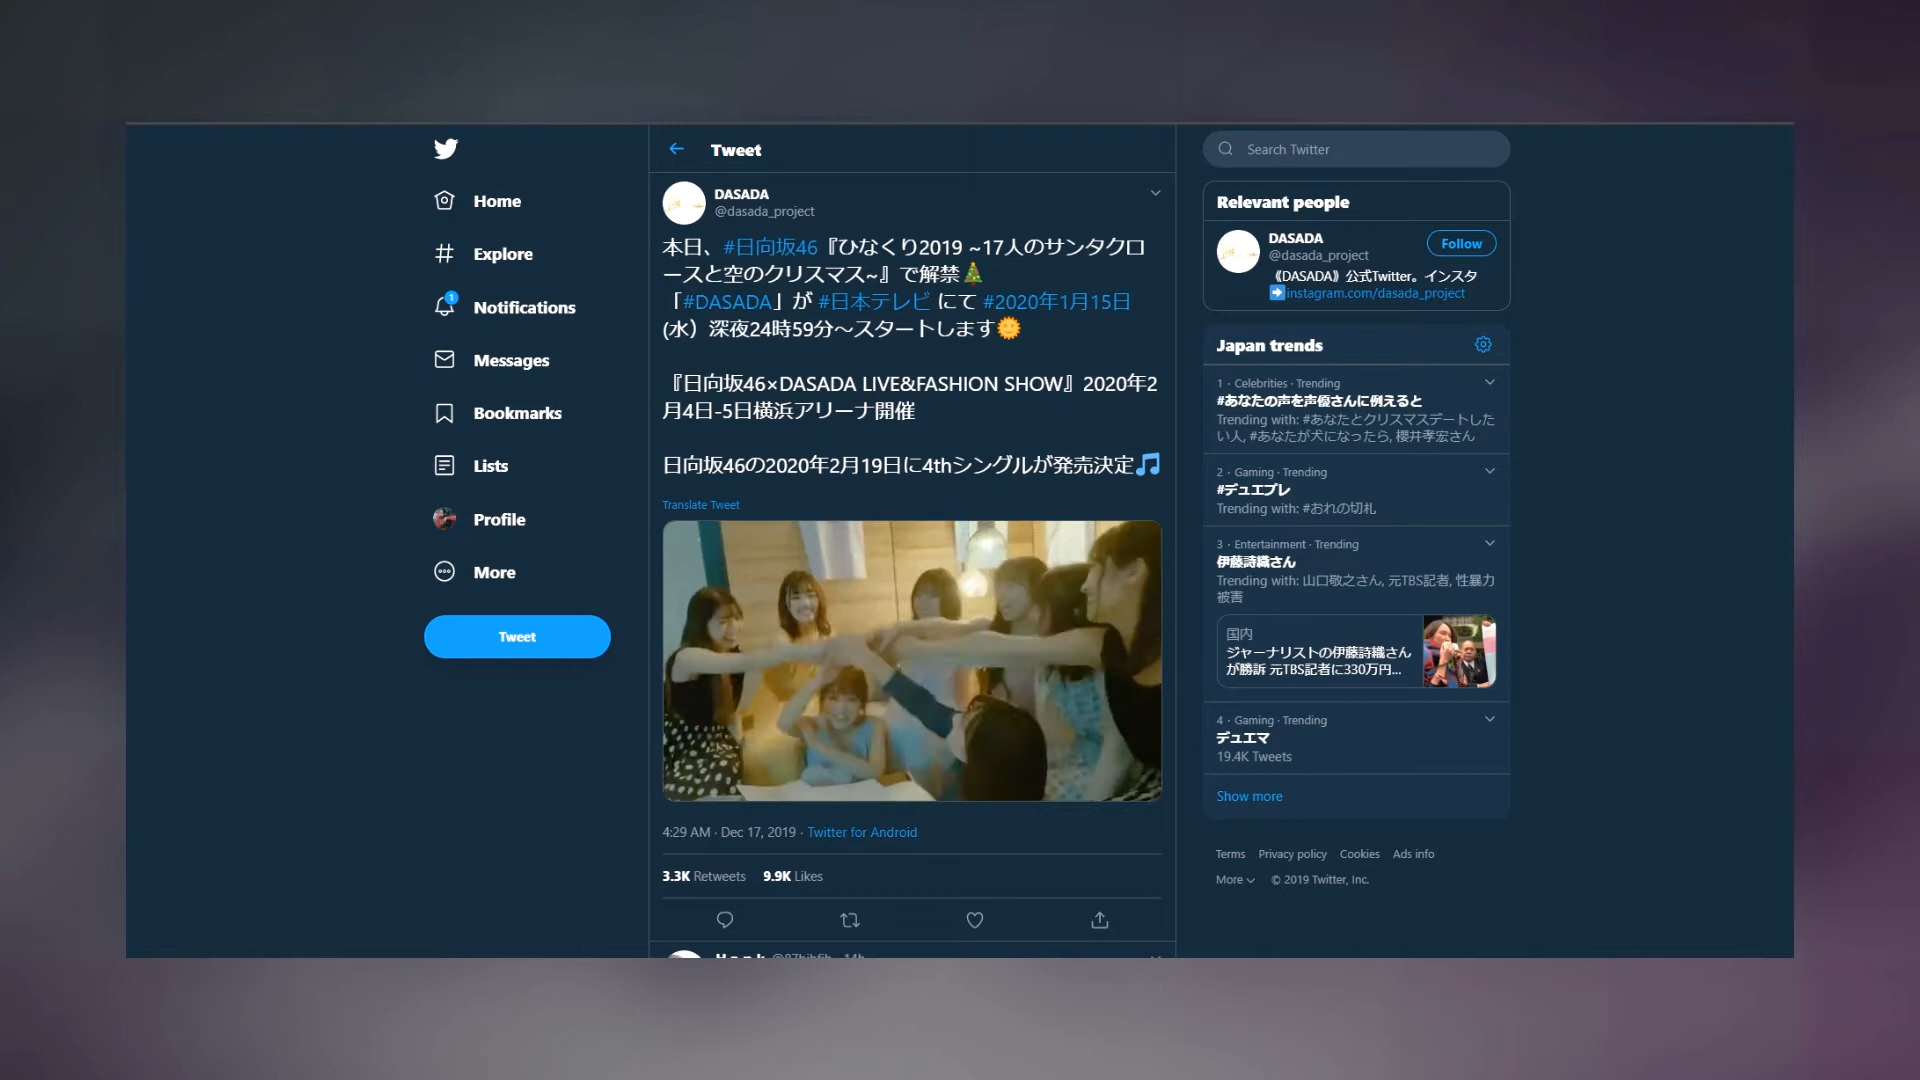 Home
Explore
1
Notifications
Messages
Bookmarks
Lists
Profile
More
Tweet
Tweet
DASADA
@dasada_project
本日、#日向坂46『ひなくり2019 ~17人のサンタクロ
ースと空のクリスマス~』で解禁🎄
「#DASADA」が #日本テレビ にて #2020年1月15日
(水）深夜24時59分～スタートします🌞
『日向坂46×DASADA LIVE&FASHION SHOW』2020年2
月4日-5日横浜アリーナ開催
日向坂46の2020年2月19日に4thシングルが発売決定🎵
Translate Tweet
4:29 AM · Dec 17, 2019 · Twitter for Android
3.3K Retweets 9.9K Likes
Search Twitter
Relevant people
DASADA
@dasada_project
Follow
《DASADA》公式Twitter。インスタ
➡instagram.com/dasada_project
Japan trends
1 · Celebrities · Trending
#あなたの声を声優さんに例えると
Trending with: #あなたとクリスマスデートした
い人, #あなたが犬になったら, 櫻井孝宏さん
2 · Gaming · Trending
#デュエプレ
Trending with: #おれの切札
3 · Entertainment · Trending
伊藤詩織さん
Trending with: 山口敬之さん, 元TBS記者, 性暴力
被害
国内
ジャーナリストの伊藤詩織さん
が勝訴 元TBS記者に330万円...
4 · Gaming · Trending
デュエマ
19.4K Tweets
Show more
Terms Privacy policy Cookies Ads info
More © 2019 Twitter, Inc.